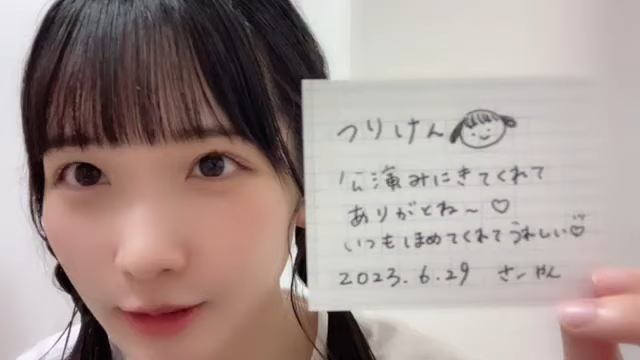 つりけん
公演みにきてくれて
ありがとね〜♡
いつもほめてくれてうれしい♡
2023.6.29 さーやん